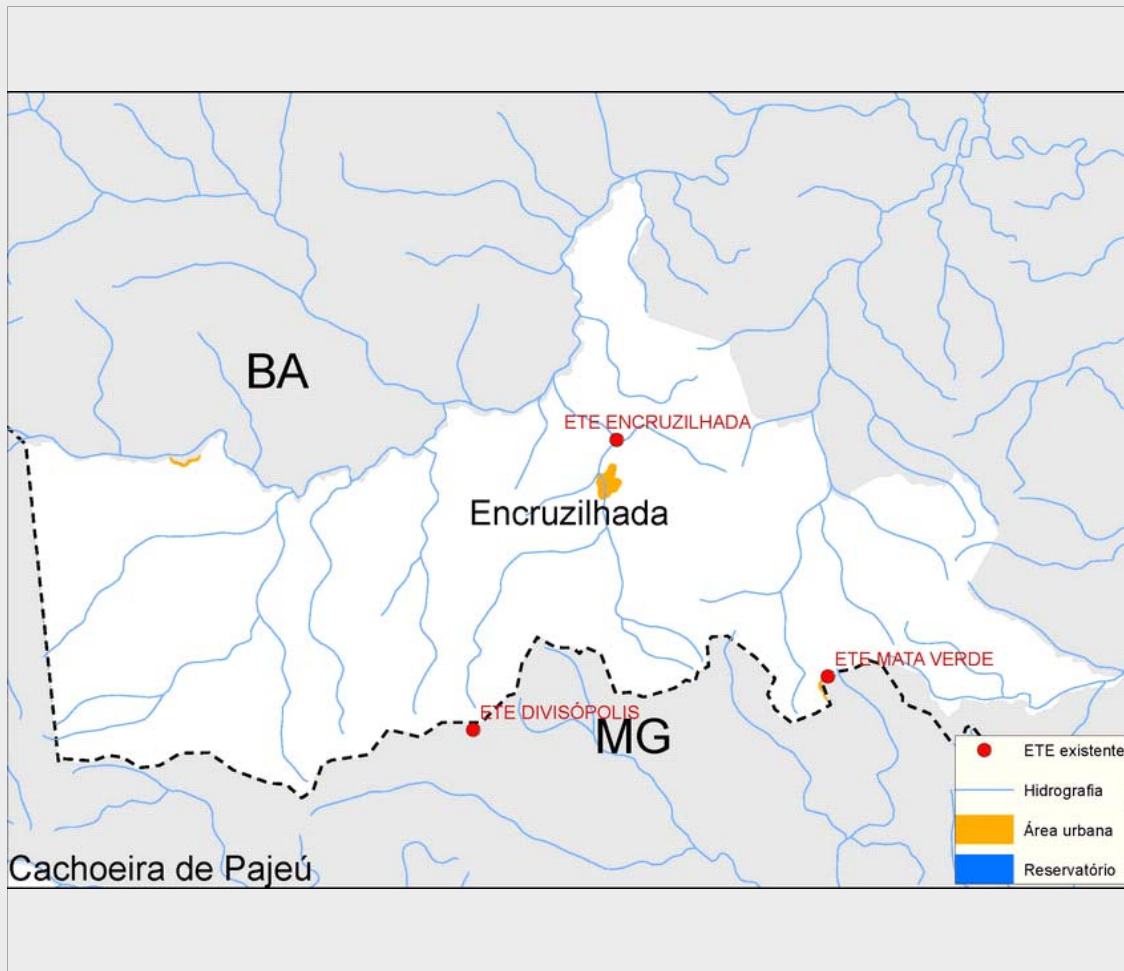 BA
ETE ENCRUZILHADA
Encruzilhada
ETE MATA VERDE
ETE DIVISÓPOLIS
MG
ETE existente
Hidrografia
Área urbana
Reservatório
Cachoeira de Pajeú